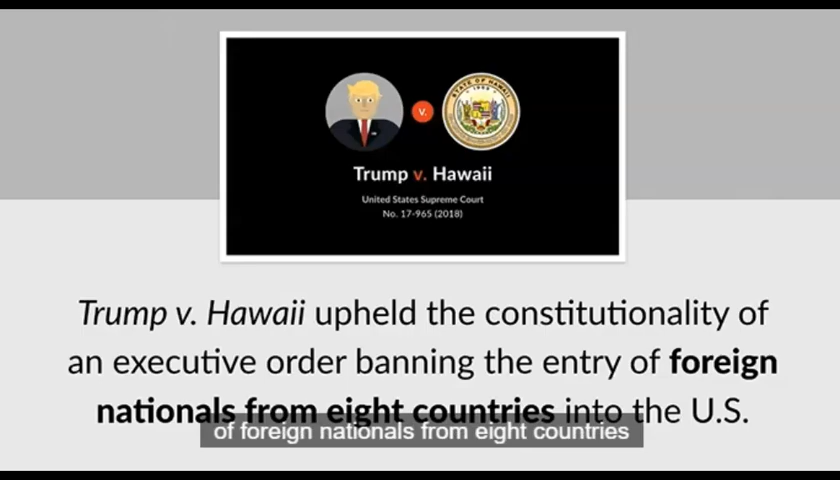 STATE OF HAWAII
1959
v.
Trump v. Hawaii
United States Supreme Court
No. 17-965 (2018)
Trump v. Hawaii upheld the constitutionality of
an executive order banning the entry of foreign
nationals from eight countries into the U.S.
of foreign nationals from eight countries